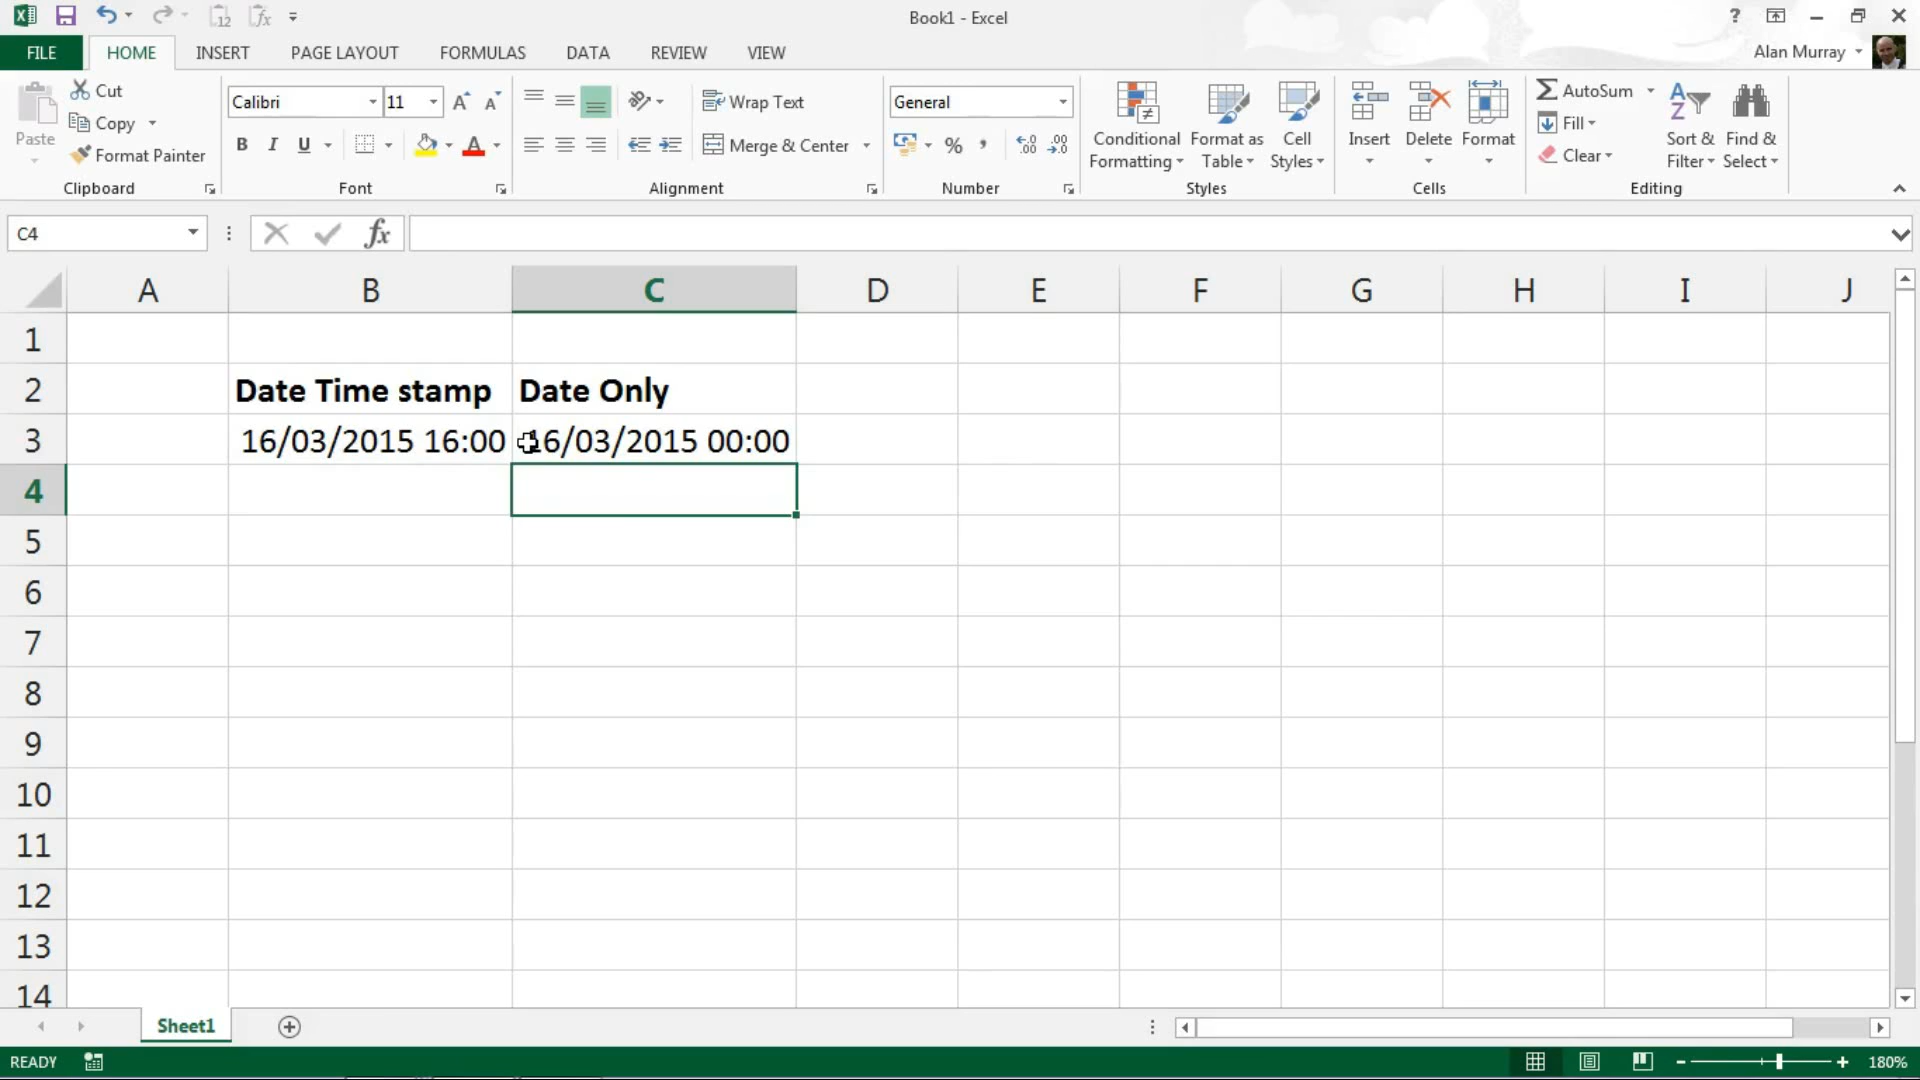 12
Book1 - Excel
?
FILE HOME INSERT PAGE LAYOUT FORMULAS DATA REVIEW VIEW Alan Murray
Paste
Cut
Copy
Format Painter
Clipboard
Calibri 11
B I U A
Font
Wrap Text
Merge & Center
Alignment
General
% ,
Number
Conditional Formatting
Format as Table
Cell Styles
Styles
Insert
Delete
Format
Cells
AutoSum
Fill
Clear
Sort & Filter
Find & Select
Editing
C4 fx
A B C D E F G H I J
1
2 Date Time stamp Date Only
3 16/03/2015 16:00 16/03/2015 00:00
4
5
6
7
8
9
10
11
12
13
14
Sheet1
READY 180%